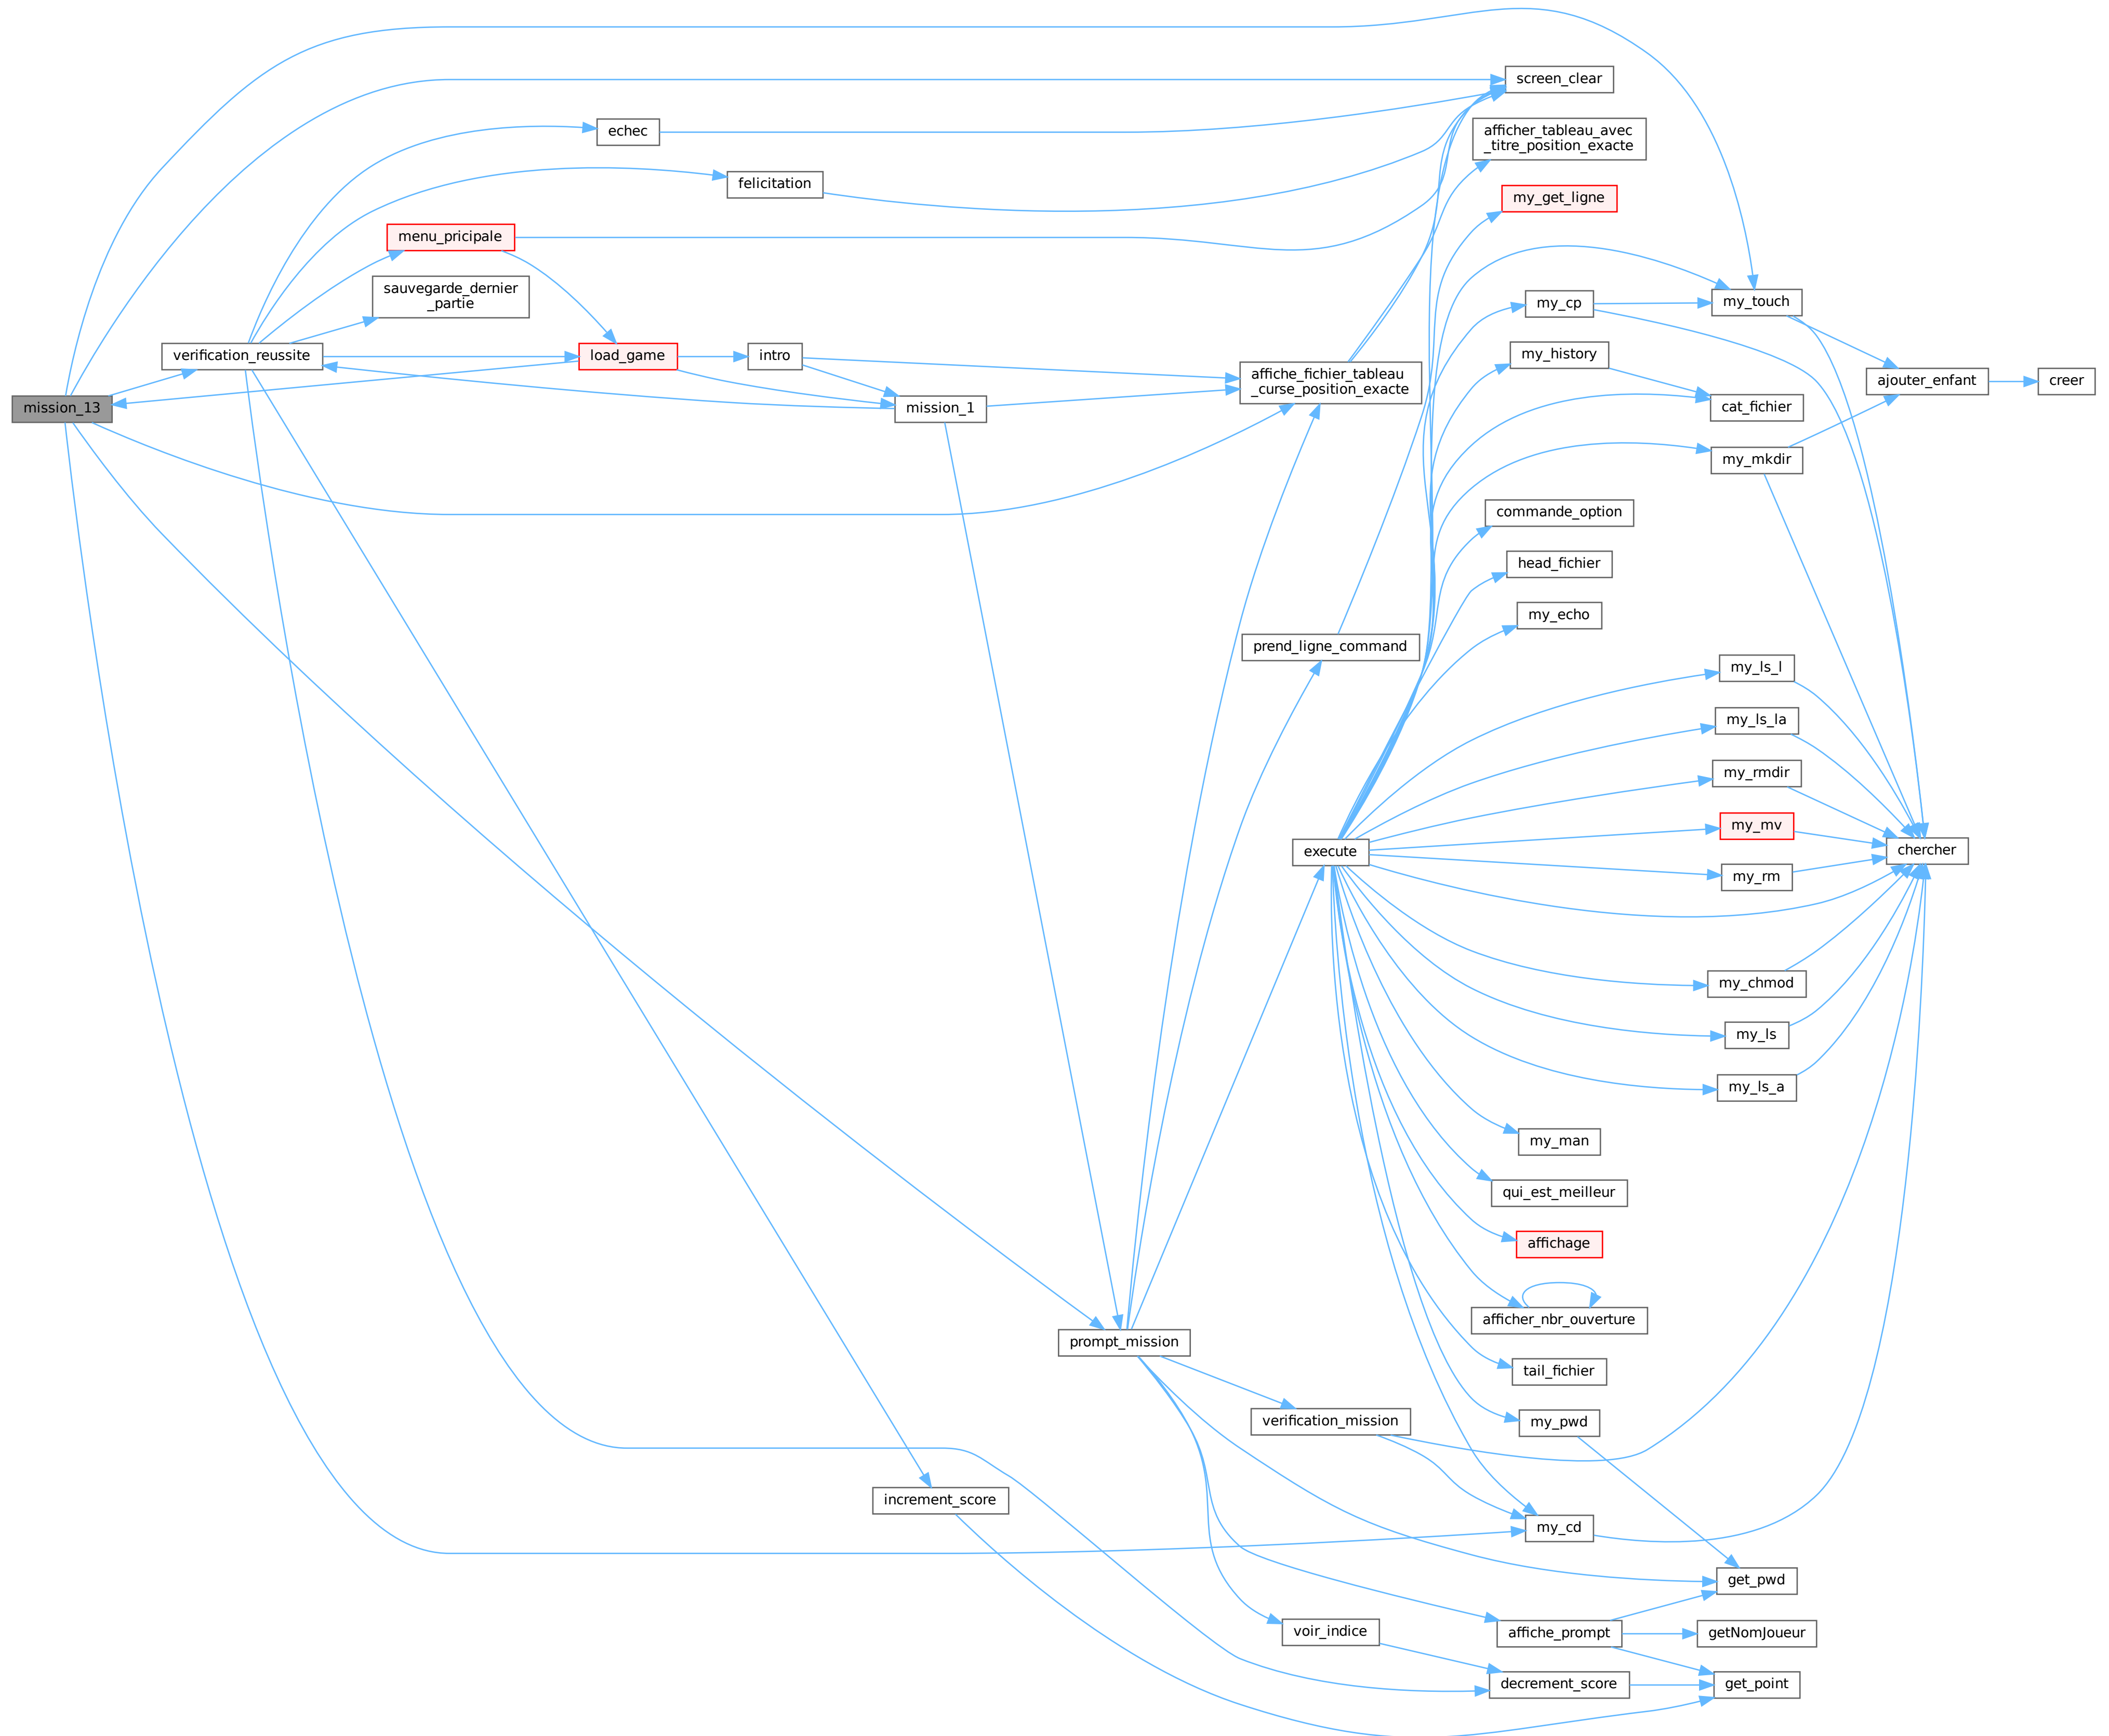 screen_clear
afficher_tableau_avec
_titre_position_exacte
echec
felicitation
my_get_ligne
menu_pricipale
sauvegarde_dernier
_partie
my_cp
my_touch
verification_reussite
load_game
intro
my_history
affiche_fichier_tableau
_curse_position_exacte
ajouter_enfant
creer
mission_13
mission_1
cat_fichier
my_mkdir
commande_option
head_fichier
my_echo
prend_ligne_command
my_ls_l
my_ls_la
my_rmdir
my_mv
execute
chercher
my_rm
my_chmod
my_ls
my_ls_a
my_man
qui_est_meilleur
affichage
afficher_nbr_ouverture
prompt_mission
tail_fichier
verification_mission
my_pwd
increment_score
my_cd
get_pwd
voir_indice
affiche_prompt
getNomJoueur
decrement_score
get_point